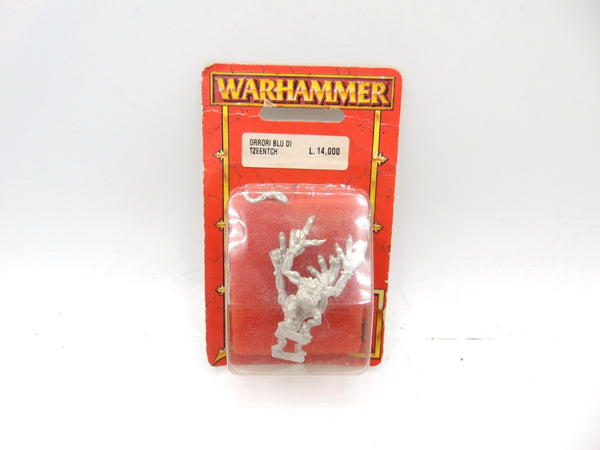 WARHAMMER
ORRORI BLU DI L. 14,000
TZEENTCH